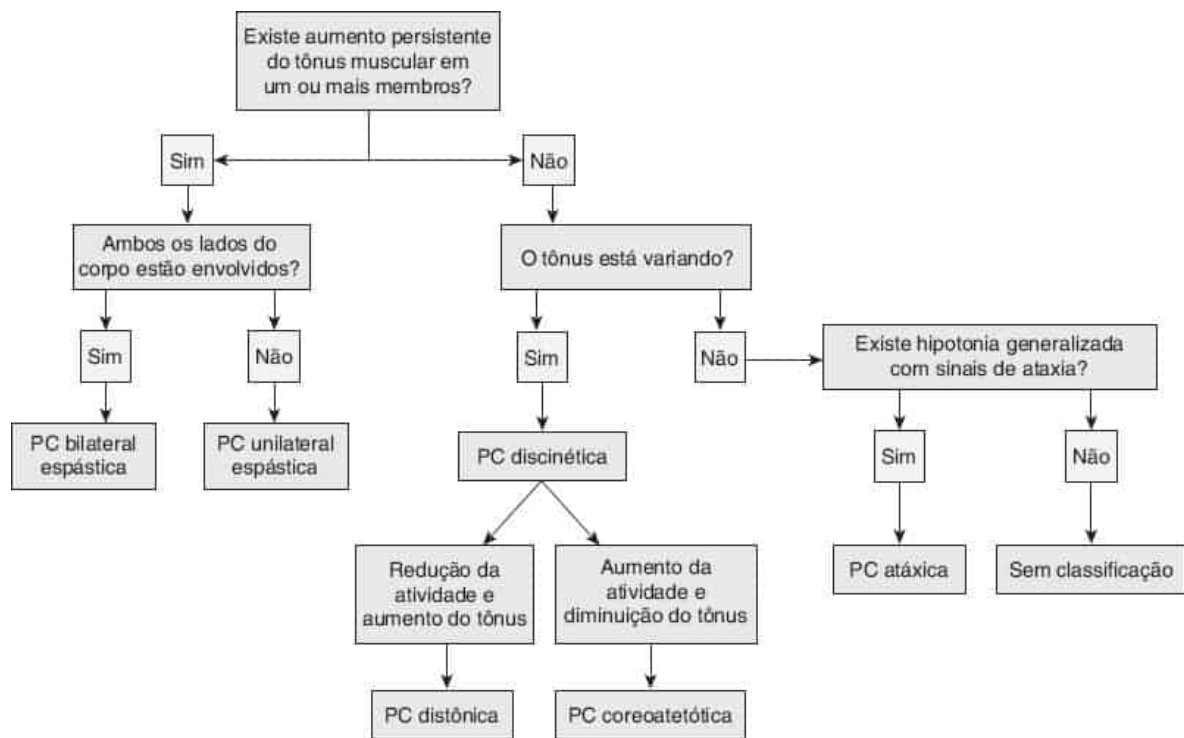 Existe aumento persistente
do tônus muscular em
um ou mais membros?
Sim
Não
Ambos os lados do
corpo estão envolvidos?
O tônus está variando?
Sim
Não
Sim
Não
Existe hipotonia generalizada
com sinais de ataxia?
PC bilateral
espástica
PC unilateral
espástica
PC discinética
Sim
Não
Redução da
atividade e
aumento do tônus
Aumento da
atividade e
diminuição do tônus
PC atáxica
Sem classificação
PC distônica
PC coreoatetótica